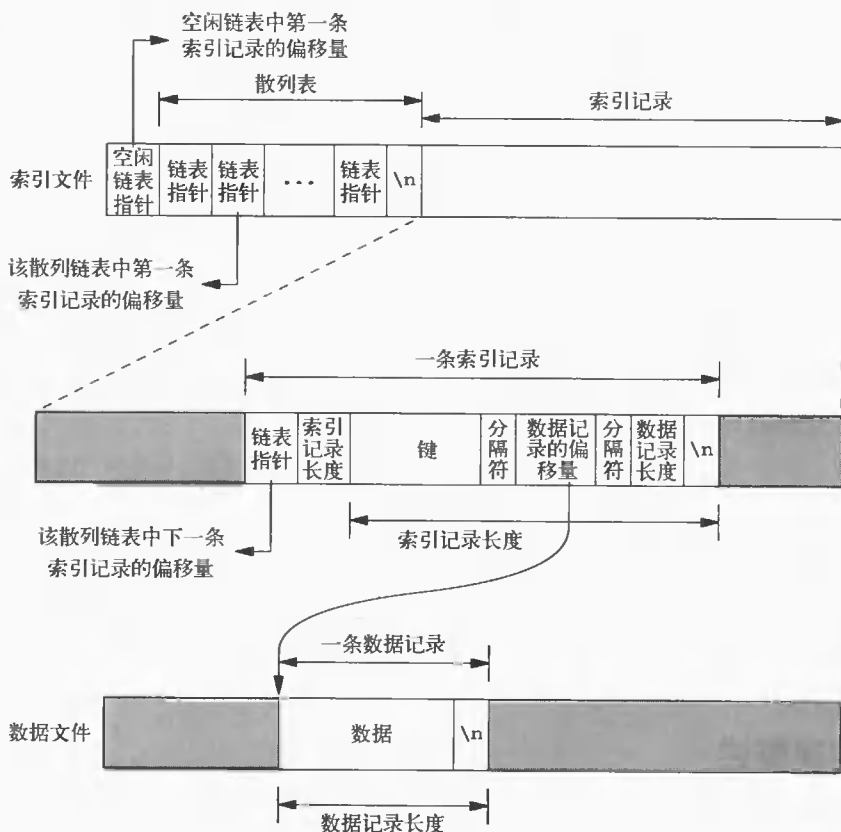 空闲链表中第一条
索引记录的偏移量
散列表
索引记录
索引文件
空闲
链表
指针
链表
指针
链表
指针
...
链表
指针
\n
该散列链表中第一条
索引记录的偏移量
一条索引记录
链表
指针
索引
记录
长度
键
分
隔
符
数据记
录的偏
移量
分
隔
符
数据
记录
长度
\n
该散列链表中下一条
索引记录的偏移量
索引记录长度
一条数据记录
数据文件
数据
\n
数据记录长度